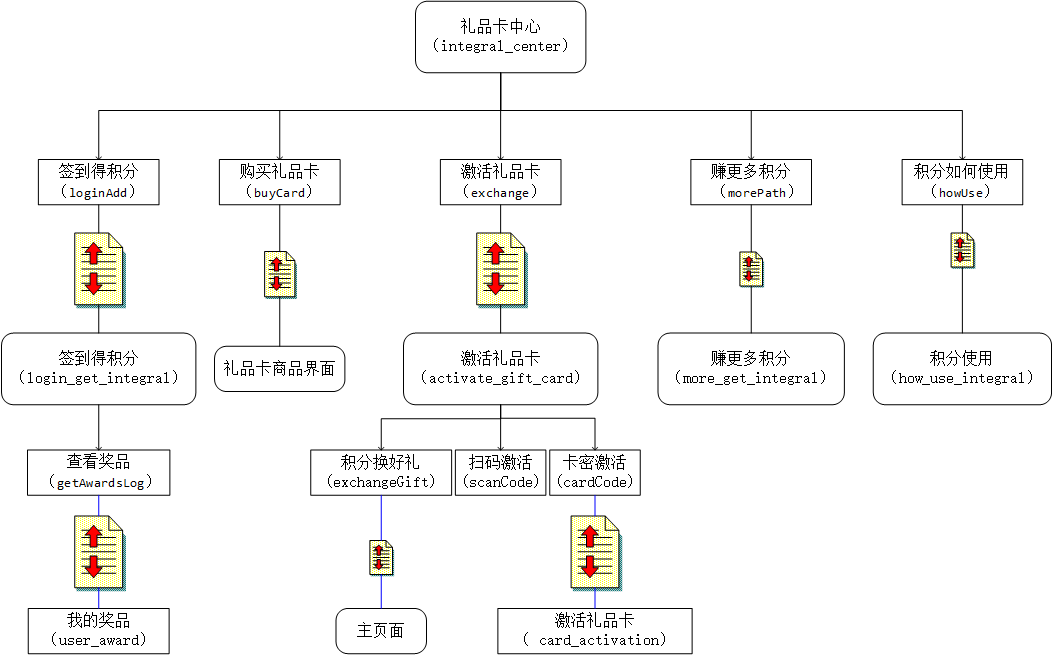 礼品卡中心
（integral_center）
签到得积分
（loginAdd）
购买礼品卡
（buyCard）
激活礼品卡
（exchange）
赚更多积分
（morePath）
积分如何使用
（howUse）
签到得积分
（login_get_integral）
礼品卡商品界面
激活礼品卡
（activate_gift_card）
赚更多积分
（more_get_integral）
积分使用
（how_use_integral）
查看奖品
（getAwardsLog）
积分换好礼
（exchangeGift）
扫码激活
（scanCode）
卡密激活
（cardCode）
我的奖品
（user_award）
主页面
激活礼品卡
（ card_activation）